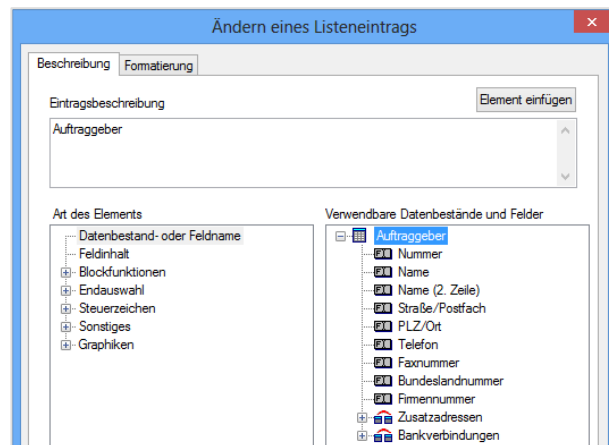 Ändern eines Listeneintrags
Beschreibung
Formatierung
Eintragsbeschreibung
Element einfügen
Auftraggeber
Art des Elements
Datenbestand- oder Feldname
Feldinhalt
Blockfunktionen
Endauswahl
Steuerzeichen
Sonstiges
Graphiken
Verwendbare Datenbestände und Felder
Auftraggeber
Nummer
Name
Name (2. Zeile)
Straße/Postfach
PLZ/Ort
Telefon
Faxnummer
Bundeslandnummer
Firmennummer
Zusatzadressen
Bankverbindungen